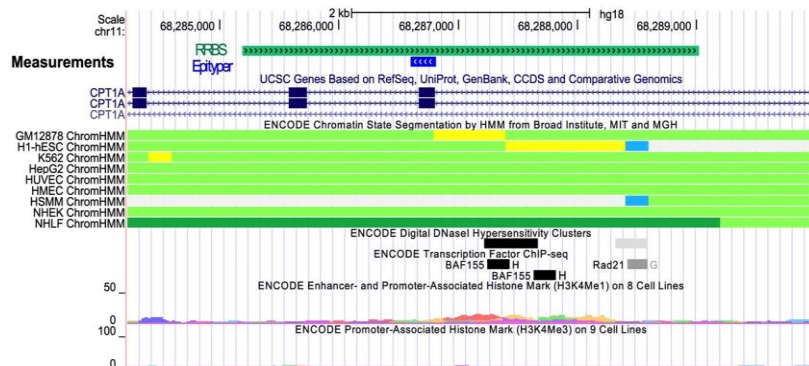 Scale 2 kb hg18
chr11: 68,285,000 68,286,000 68,287,000 68,288,000 68,289,000
Measurements
RRBS
Epityper
UCSC Genes Based on RefSeq, UniProt, GenBank, CCDS and Comparative Genomics
CPT1A
CPT1A
CPT1A
ENCODE Chromatin State Segmentation by HMM from Broad Institute, MIT and MGH
GM12878 ChromHMM
H1-hESC ChromHMM
K562 ChromHMM
HepG2 ChromHMM
HUVEC ChromHMM
HMEC ChromHMM
HSMM ChromHMM
NHEK ChromHMM
NHLF ChromHMM
ENCODE Digital DNaseI Hypersensitivity Clusters
ENCODE Transcription Factor ChIP-seq
BAF155 H Rad21 G
BAF155 H
ENCODE Enhancer- and Promoter-Associated Histone Mark (H3K4Me1) on 8 Cell Lines
50
0
ENCODE Promoter-Associated Histone Mark (H3K4Me3) on 9 Cell Lines
100
0